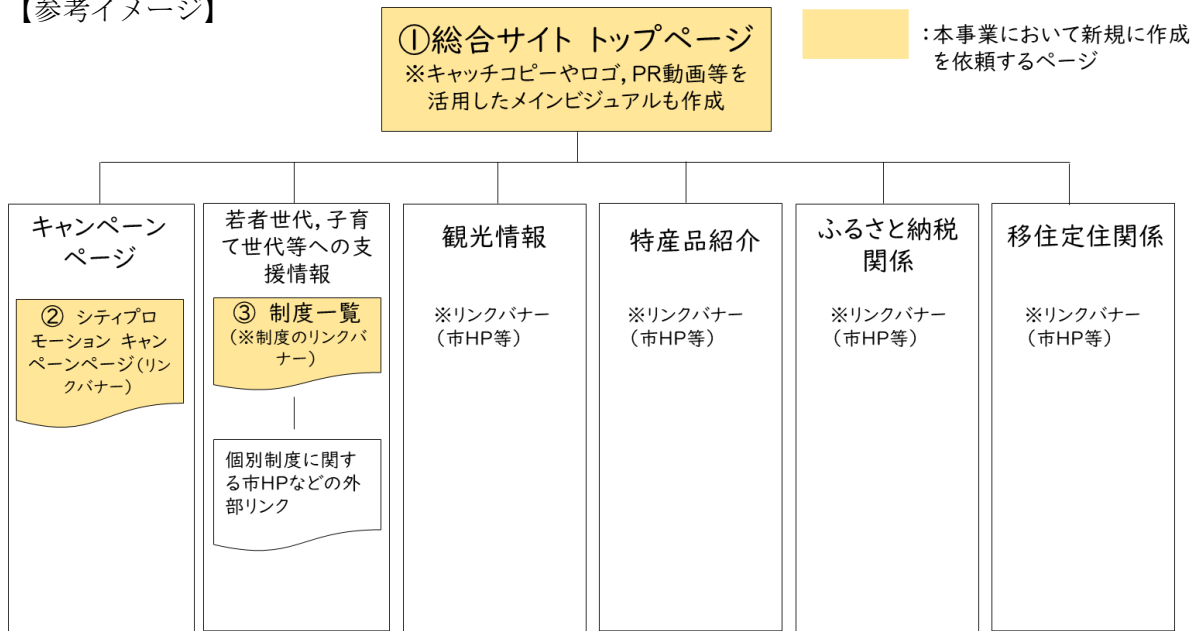 【参考イメージ】
①総合サイト トップページ
※キャッチコピーやロゴ,PR動画等を
活用したメインビジュアルも作成
:本事業において新規に作成
を依頼するページ
キャンペーン
ページ
② シティプロ
モーション キャン
ペーンページ(リン
クバナー)
若者世代,子育
て世代等への支
援情報
③ 制度一覧
(※制度のリンクバ
ナー)
個別制度に関す
る市HPなどの外
部リンク
観光情報
※リンクバナー
(市HP等)
特産品紹介
※リンクバナー
(市HP等)
ふるさと納税
関係
※リンクバナー
(市HP等)
移住定住関係
※リンクバナー
(市HP等)